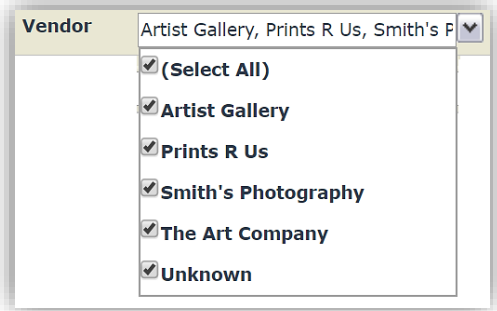 Vendor
Artist Gallery, Prints R Us, Smith's P
(Select All)
Artist Gallery
Prints R Us
Smith's Photography
The Art Company
Unknown